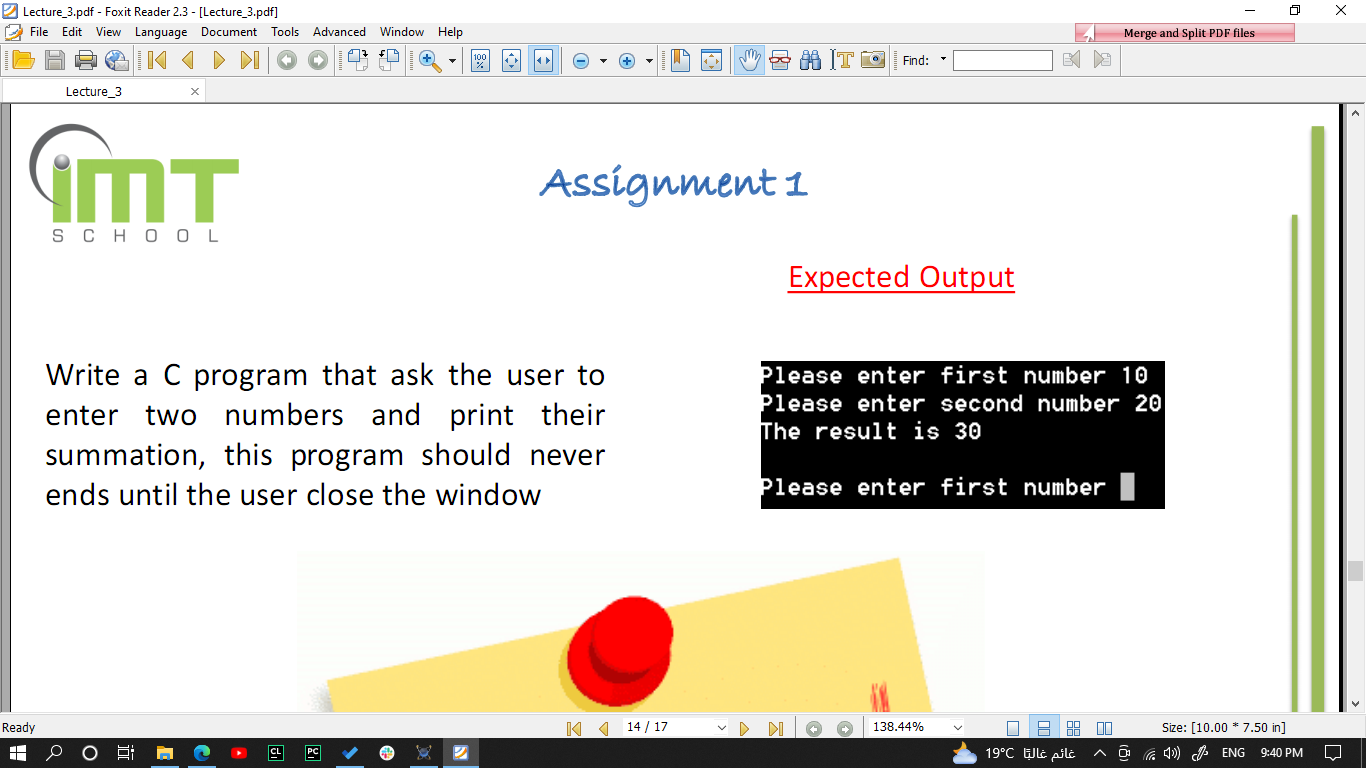 Lecture_3.pdf - Foxit Reader 2.3 - [Lecture_3.pdf]
File Edit View Language Document Tools Advanced Window Help
Merge and Split PDF files
100 %
Find:
Lecture_3
iMT
SCHOOL
Assignment 1
Expected Output
Write a C program that ask the user to
enter two numbers and print their
summation, this program should never
ends until the user close the window
Please enter first number 10
Please enter second number 20
The result is 30
Please enter first number
Ready
14 / 17
138.44%
Size: [10.00 * 7.50 in]
CL
PC
19°C غائم غالبًا
ENG
9:40 PM